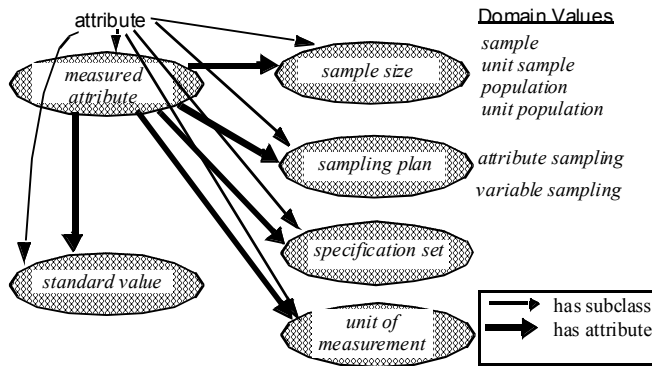 attribute
Domain Values
measured
attribute
sample size
sample
unit sample
population
unit population
sampling plan
attribute sampling
variable sampling
specification set
standard value
unit of
measurement
has subclass
has attribute